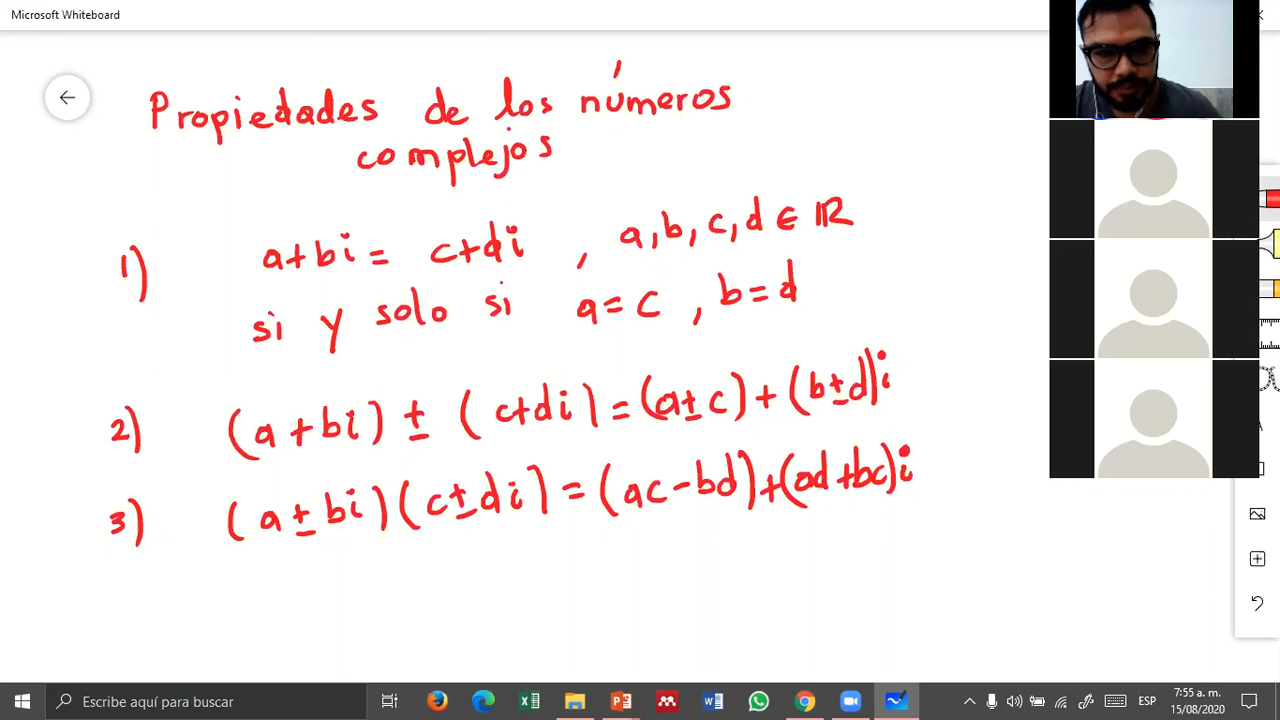 Microsoft Whiteboard
Propiedades de los números
complejos
1) a+bi = c+di , a,b,c,d ∈ ℝ
si y solo si a=c , b=d
2) (a+bi) ± (c+di) = (a±c) + (b±d)i
3) (a±bi)(c±di) = (ac-bd)+(ad+bc)i
Escribe aquí para buscar
ESP
7:55 a. m.
15/08/2020